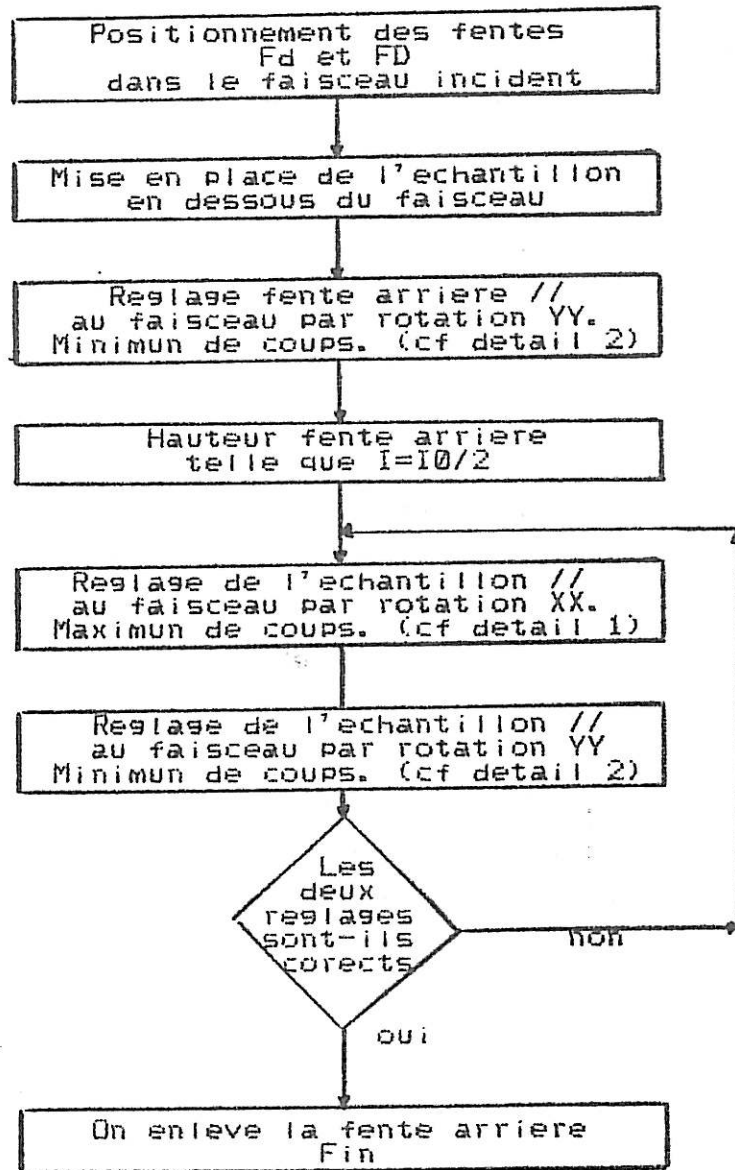 Positionnement des fentes
Fd et FD
dans le faisceau incident
Mise en place de l'echantillon
en dessous du faisceau
Reglage fente arriere //
au faisceau par rotation YY.
Minimun de coups. (cf detail 2)
Hauteur fente arriere
telle que I=I0/2
Reglage de l'echantillon //
au faisceau par rotation XX.
Maximun de coups. (cf detail 1)
Reglage de l'echantillon //
au faisceau par rotation YY
Minimun de coups. (cf detail 2)
Les
deux
reglages
sont-ils
corects
non
oui
On enleve la fente arriere
Fin